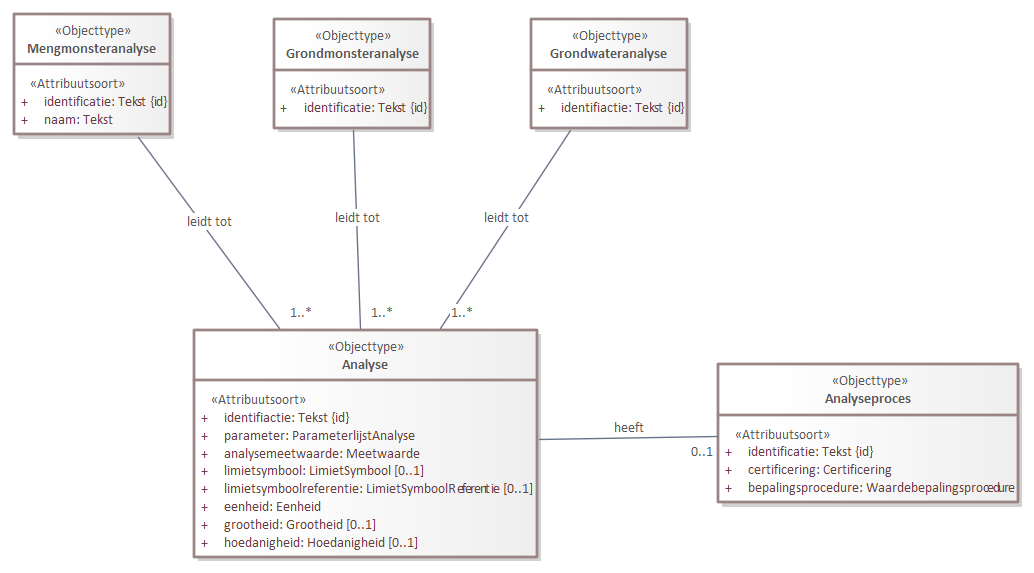 «Objecttype»
Mengmonsteranalyse
«Attribuutsoort»
+ identificatie: Tekst {id}
+ naam: Tekst
«Objecttype»
Grondmonsteranalyse
«Attribuutsoort»
+ identificatie: Tekst {id}
«Objecttype»
Grondwateranalyse
«Attribuutsoort»
+ identifiactie: Tekst {id}
leidt tot
leidt tot
leidt tot
1..*
1..*
1..*
«Objecttype»
Analyse
«Attribuutsoort»
+ identifiactie: Tekst {id}
+ parameter: ParameterlijstAnalyse
+ analysemeetwaarde: Meetwaarde
+ limietsymbool: LimietSymbool [0..1]
+ limietsymboolreferentie: LimietSymboolReferentie [0..1]
+ eenheid: Eenheid
+ grootheid: Grootheid [0..1]
+ hoedanigheid: Hoedanigheid [0..1]
heeft
0..1
«Objecttype»
Analyseproces
«Attribuutsoort»
+ identificatie: Tekst {id}
+ certificering: Certificering
+ bepalingsprocedure: Waardebepalingsprocedure